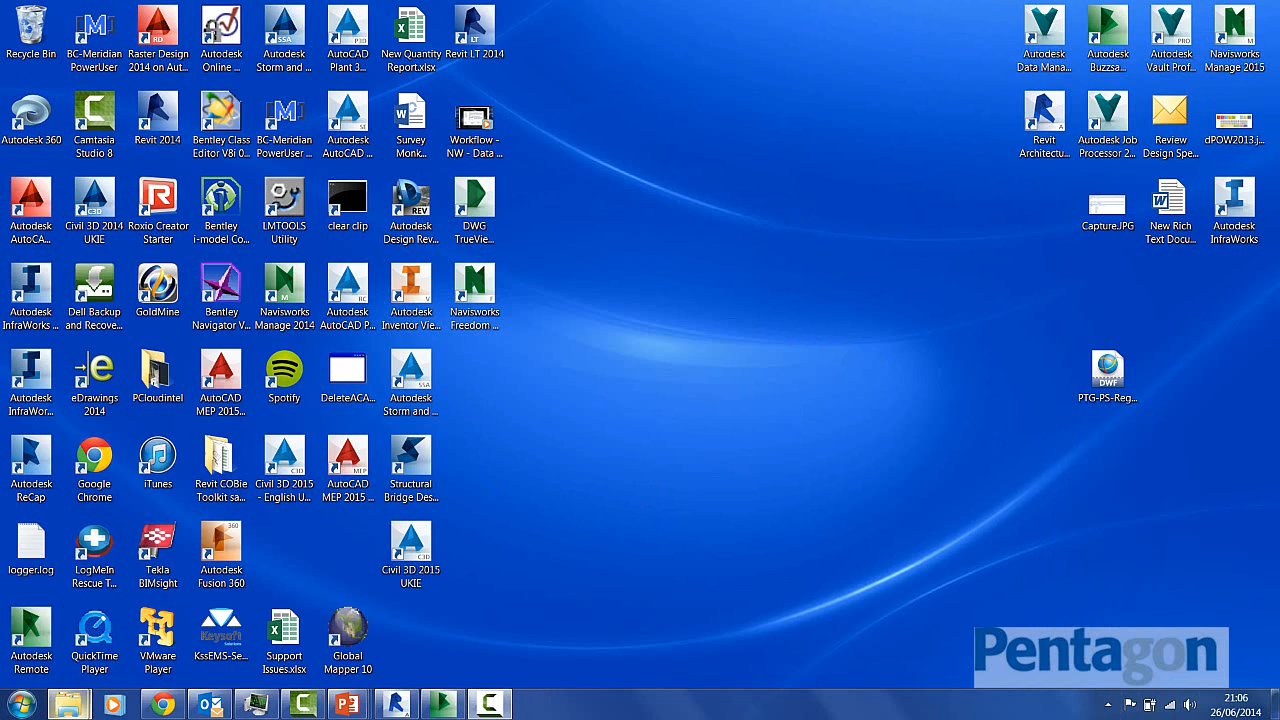 Recycle Bin
BC-Meridian
PowerUser
Raster Design
2014 on Aut...
Autodesk
Online ...
Autodesk
Storm and ...
AutoCAD
Plant 3...
New Quantity
Report.xlsx
Revit LT 2014
Autodesk
Data Mana...
Autodesk
Buzzsa...
Autodesk
Vault Prof...
Navisworks
Manage 2015
Autodesk 360
Camtasia
Studio 8
Revit 2014
Bentley Class
Editor V8i 0...
BC-Meridian
PowerUser ...
Autodesk
AutoCAD ...
Survey
Monk...
Workflow -
NW - Data ...
Revit
Architectu...
Autodesk Job
Processor 2...
Review
Design Spe...
dPOW2013.j...
Autodesk
AutoCA...
Civil 3D 2014
UKIE
Roxio Creator
Starter
Bentley
i-model Co...
LMTOOLS
Utility
clear clip
Autodesk
Design Rev...
DWG
TrueVie...
Capture.JPG
New Rich
Text Docu...
Autodesk
InfraWorks
Autodesk
InfraWorks ...
Dell Backup
and Recove...
GoldMine
Bentley
Navigator V...
Navisworks
Manage 2014
Autodesk
AutoCAD P...
Autodesk
Inventor Vie...
Navisworks
Freedom ...
Autodesk
InfraWor...
eDrawings
2014
PCloudintel
AutoCAD
MEP 2015...
Spotify
DeleteACA...
Autodesk
Storm and ...
DWF
PTG-PS-Reg...
Autodesk
ReCap
Google
Chrome
iTunes
Revit COBie
Toolkit sa...
Civil 3D 2015
- English U...
AutoCAD
MEP 2015 ...
Structural
Bridge Des...
logger.log
LogMeIn
Rescue T...
Tekla
BIMsight
Autodesk
Fusion 360
Civil 3D 2015
UKIE
Autodesk
Remote
QuickTime
Player
VMware
Player
Keysoft
KssEMS-Se...
Support
Issues.xlsx
Global
Mapper 10
Pentagon
21:06
26/06/2014